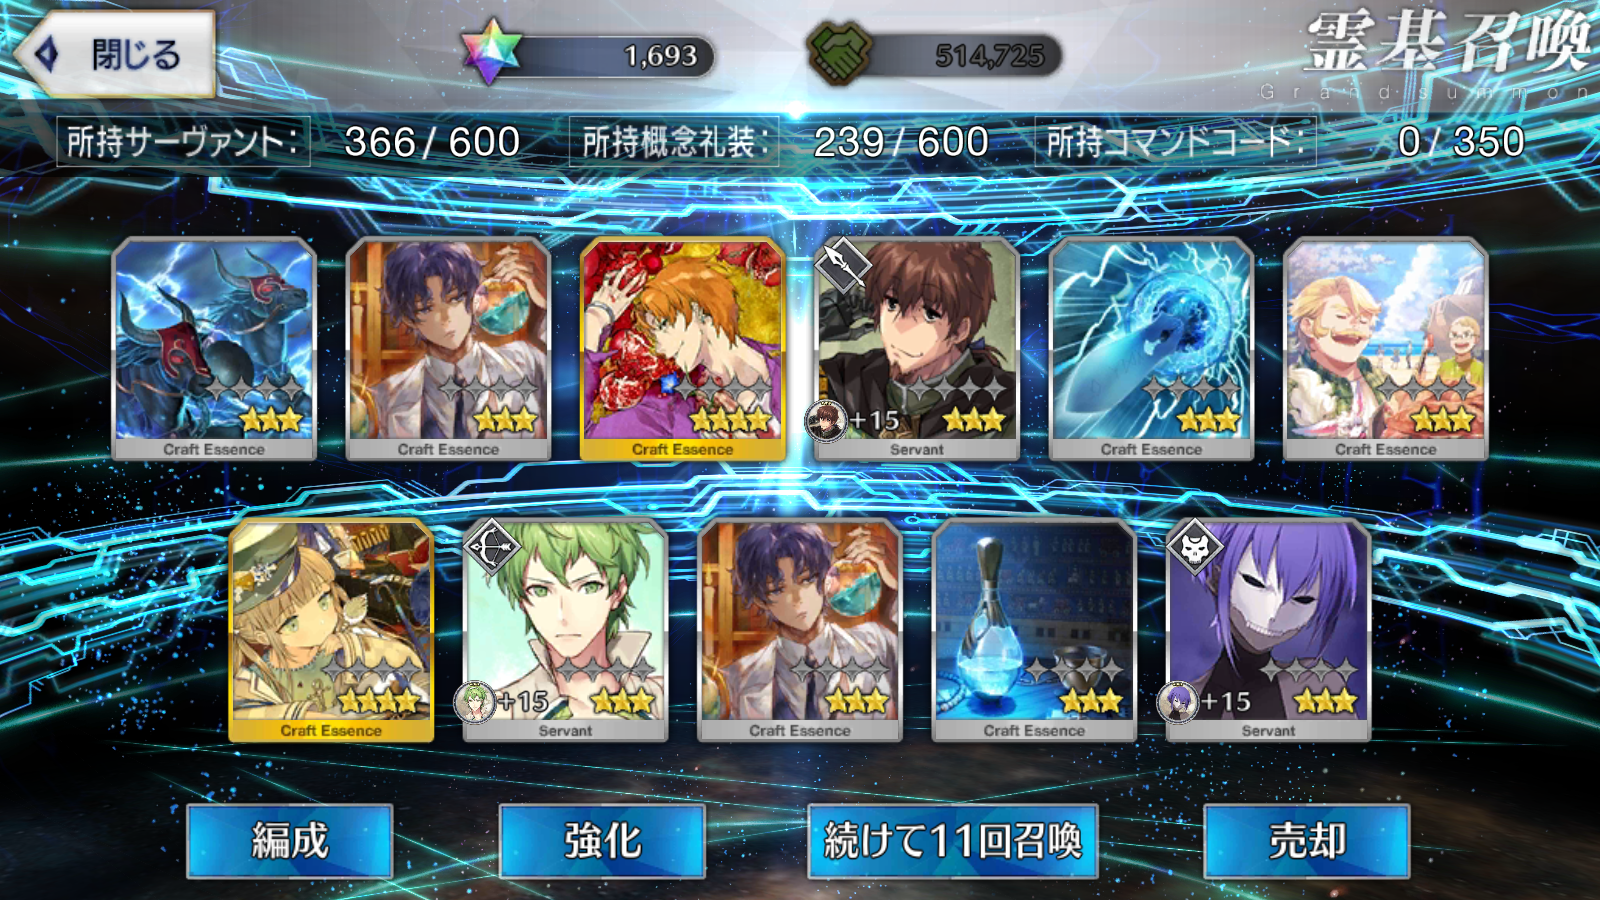 閉じる
1,693
514,725
霊基召喚
Grand summon
所持サーヴァント: 366 / 600
所持概念礼装: 239 / 600
所持コマンドコード: 0 / 350
Craft Essence
Craft Essence
Craft Essence
+15
Servant
Craft Essence
Craft Essence
Craft Essence
+15
Servant
Craft Essence
Craft Essence
+15
Servant
編成
強化
続けて11回召喚
売却